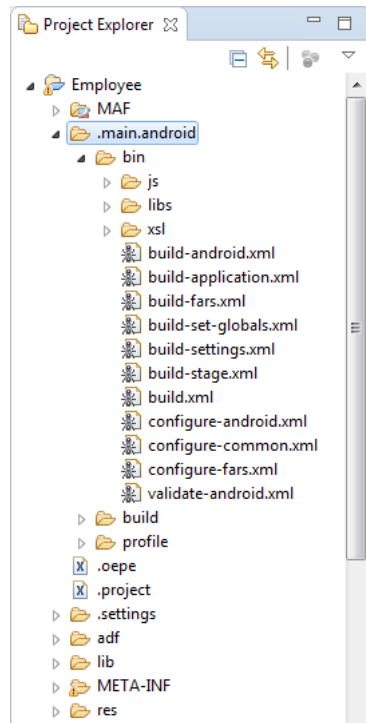 Project Explorer
Employee
MAF
.main.android
bin
js
libs
xsl
build-android.xml
build-application.xml
build-fars.xml
build-set-globals.xml
build-settings.xml
build-stage.xml
build.xml
configure-android.xml
configure-common.xml
configure-fars.xml
validate-android.xml
build
profile
.oepe
.project
.settings
adf
lib
META-INF
res